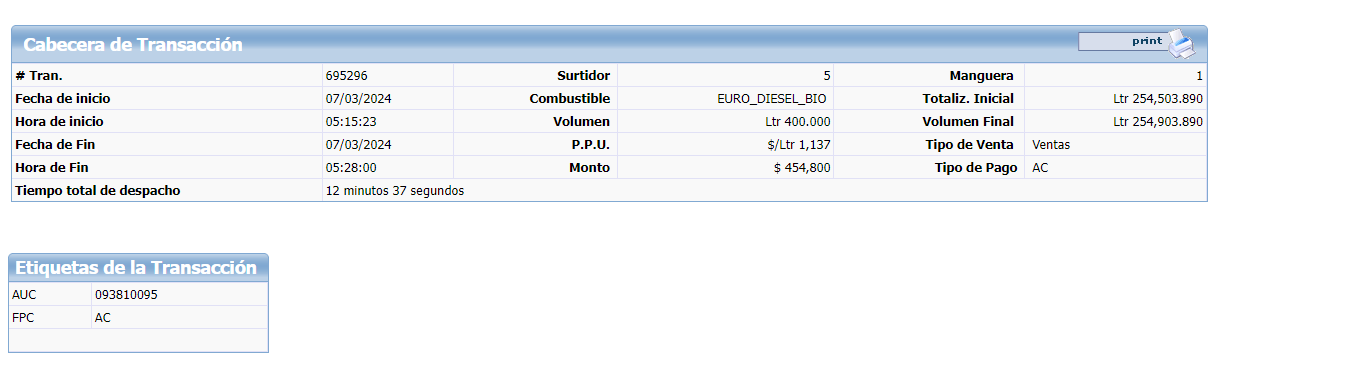 Cabecera de Transacción print
# Tran. 695296 Surtidor 5 Manguera 1
Fecha de inicio 07/03/2024 Combustible EURO_DIESEL_BIO Totaliz. Inicial Ltr 254,503.890
Hora de inicio 05:15:23 Volumen Ltr 400.000 Volumen Final Ltr 254,903.890
Fecha de Fin 07/03/2024 P.P.U. $/Ltr 1,137 Tipo de Venta Ventas
Hora de Fin 05:28:00 Monto $ 454,800 Tipo de Pago AC
Tiempo total de despacho 12 minutos 37 segundos
Etiquetas de la Transacción
AUC 093810095
FPC AC